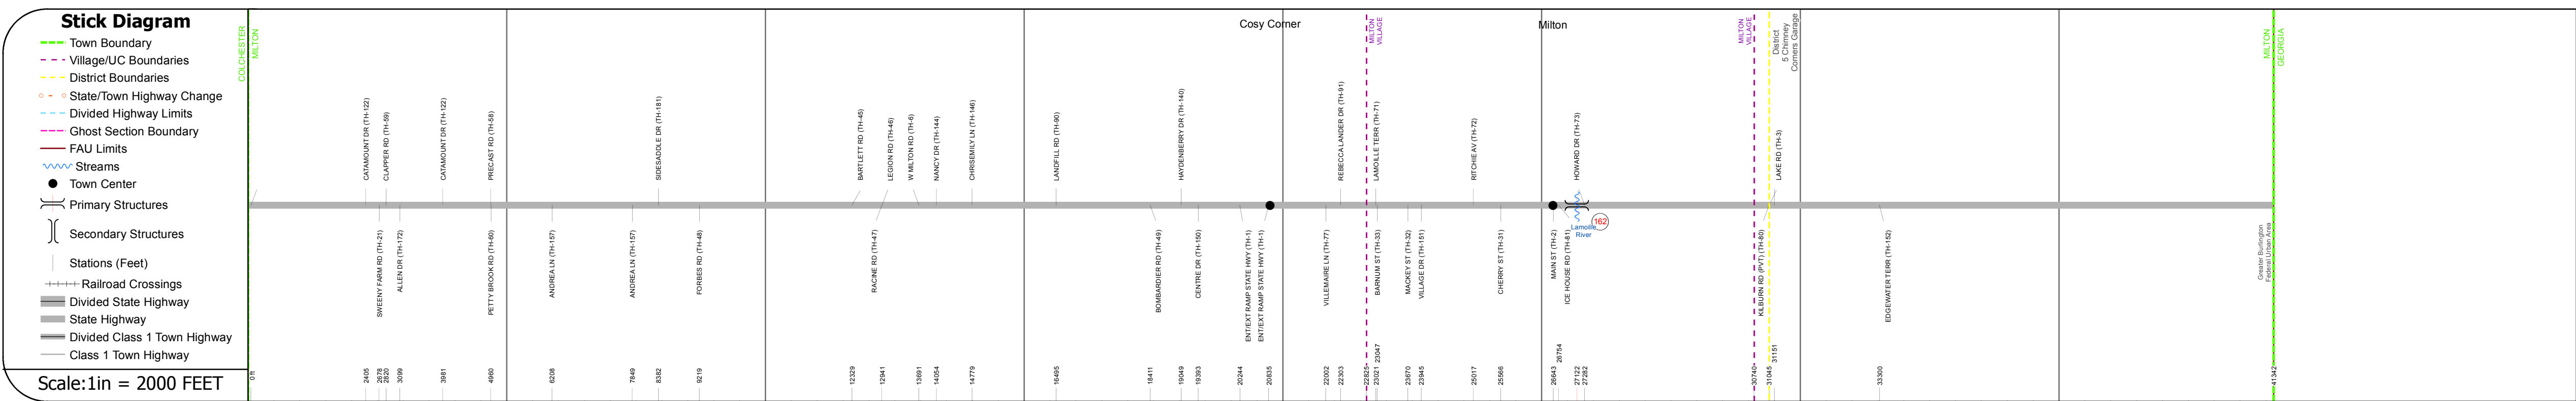 Stick Diagram
Town Boundary
Village/UC Boundaries
District Boundaries
State/Town Highway Change
Divided Highway Limits
Ghost Section Boundary
FAU Limits
Streams
Town Center
Primary Structures
Secondary Structures
Stations (Feet)
Railroad Crossings
Divided State Highway
State Highway
Divided Class 1 Town Highway
Class 1 Town Highway
Scale:1in = 2000 FEET
COLCHESTER
MILTON
Cosy Corner
MILTON
VILLAGE
Milton
MILTON
VILLAGE
District
5 Chimney
Corners Garage
MILTON
GEORGIA
CATAMOUNT DR (TH-122)
CLAPPER RD (TH-59)
CATAMOUNT DR (TH-122)
PRECAST RD (TH-58)
SIDESADDLE DR (TH-181)
BARTLETT RD (TH-45)
LEGION RD (TH-46)
W MILTON RD (TH-6)
NANCY DR (TH-144)
CHRISEMILY LN (TH-146)
LANDFILL RD (TH-90)
HAYDENBERRY DR (TH-140)
REBECCA LANDER DR (TH-91)
LAMOILLE TERR (TH-71)
RITCHIE AV (TH-72)
HOWARD DR (TH-73)
LAKE RD (TH-3)
SWEENY FARM RD (TH-21)
ALLEN DR (TH-172)
PETTY BROOK RD (TH-60)
ANDREA LN (TH-157)
ANDREA LN (TH-157)
FORBES RD (TH-48)
RACINE RD (TH-47)
BOMBARDIER RD (TH-49)
CENTRE DR (TH-150)
ENT/EXT RAMP STATE HWY (TH-1)
ENT/EXT RAMP STATE HWY (TH-1)
VILLEMAIRE LN (TH-77)
BARNUM ST (TH-33)
MACKEY ST (TH-32)
VILLAGE DR (TH-151)
CHERRY ST (TH-31)
MAIN ST (TH-2)
ICE HOUSE RD (TH-81)
Lamoille
River
162
KILBURN RD (PVT) (TH-80)
EDGEWATER TERR (TH-152)
Greater Burlington
Federal Urban Area
0 ft
2405
2678
2820
3099
3981
4960
6208
7849
8382
9219
12329
12941
13691
14054
14779
16495
18411
19049
19393
20244
20835
22002
22303
22825
23021
23047
23670
23945
25017
25566
26643
26754
27122
27282
30740
31045
31151
33300
41342